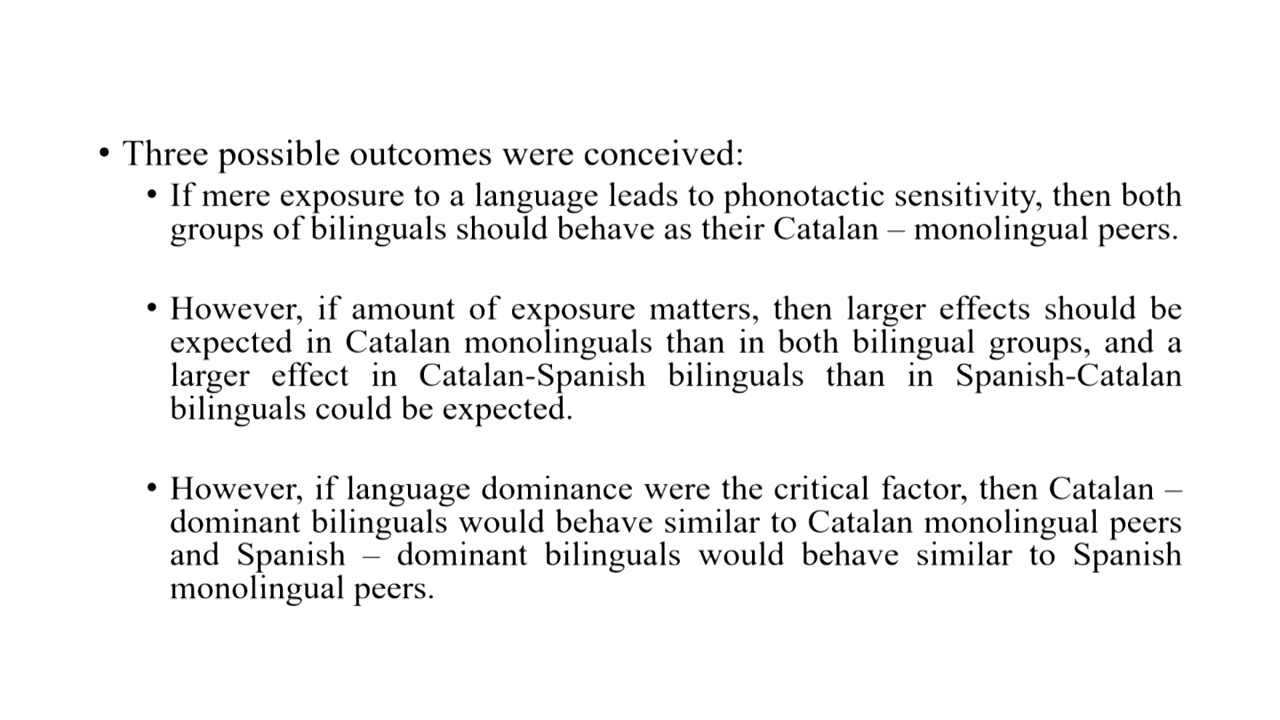 • Three possible outcomes were conceived:
• If mere exposure to a language leads to phonotactic sensitivity, then both
groups of bilinguals should behave as their Catalan – monolingual peers.
• However, if amount of exposure matters, then larger effects should be
expected in Catalan monolinguals than in both bilingual groups, and a
larger effect in Catalan-Spanish bilinguals than in Spanish-Catalan
bilinguals could be expected.
• However, if language dominance were the critical factor, then Catalan –
dominant bilinguals would behave similar to Catalan monolingual peers
and Spanish – dominant bilinguals would behave similar to Spanish
monolingual peers.